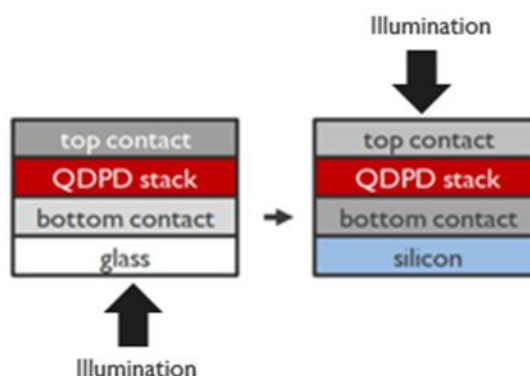 Illumination
top contact
QDPD stack
bottom contact
glass
Illumination
top contact
QDPD stack
bottom contact
silicon